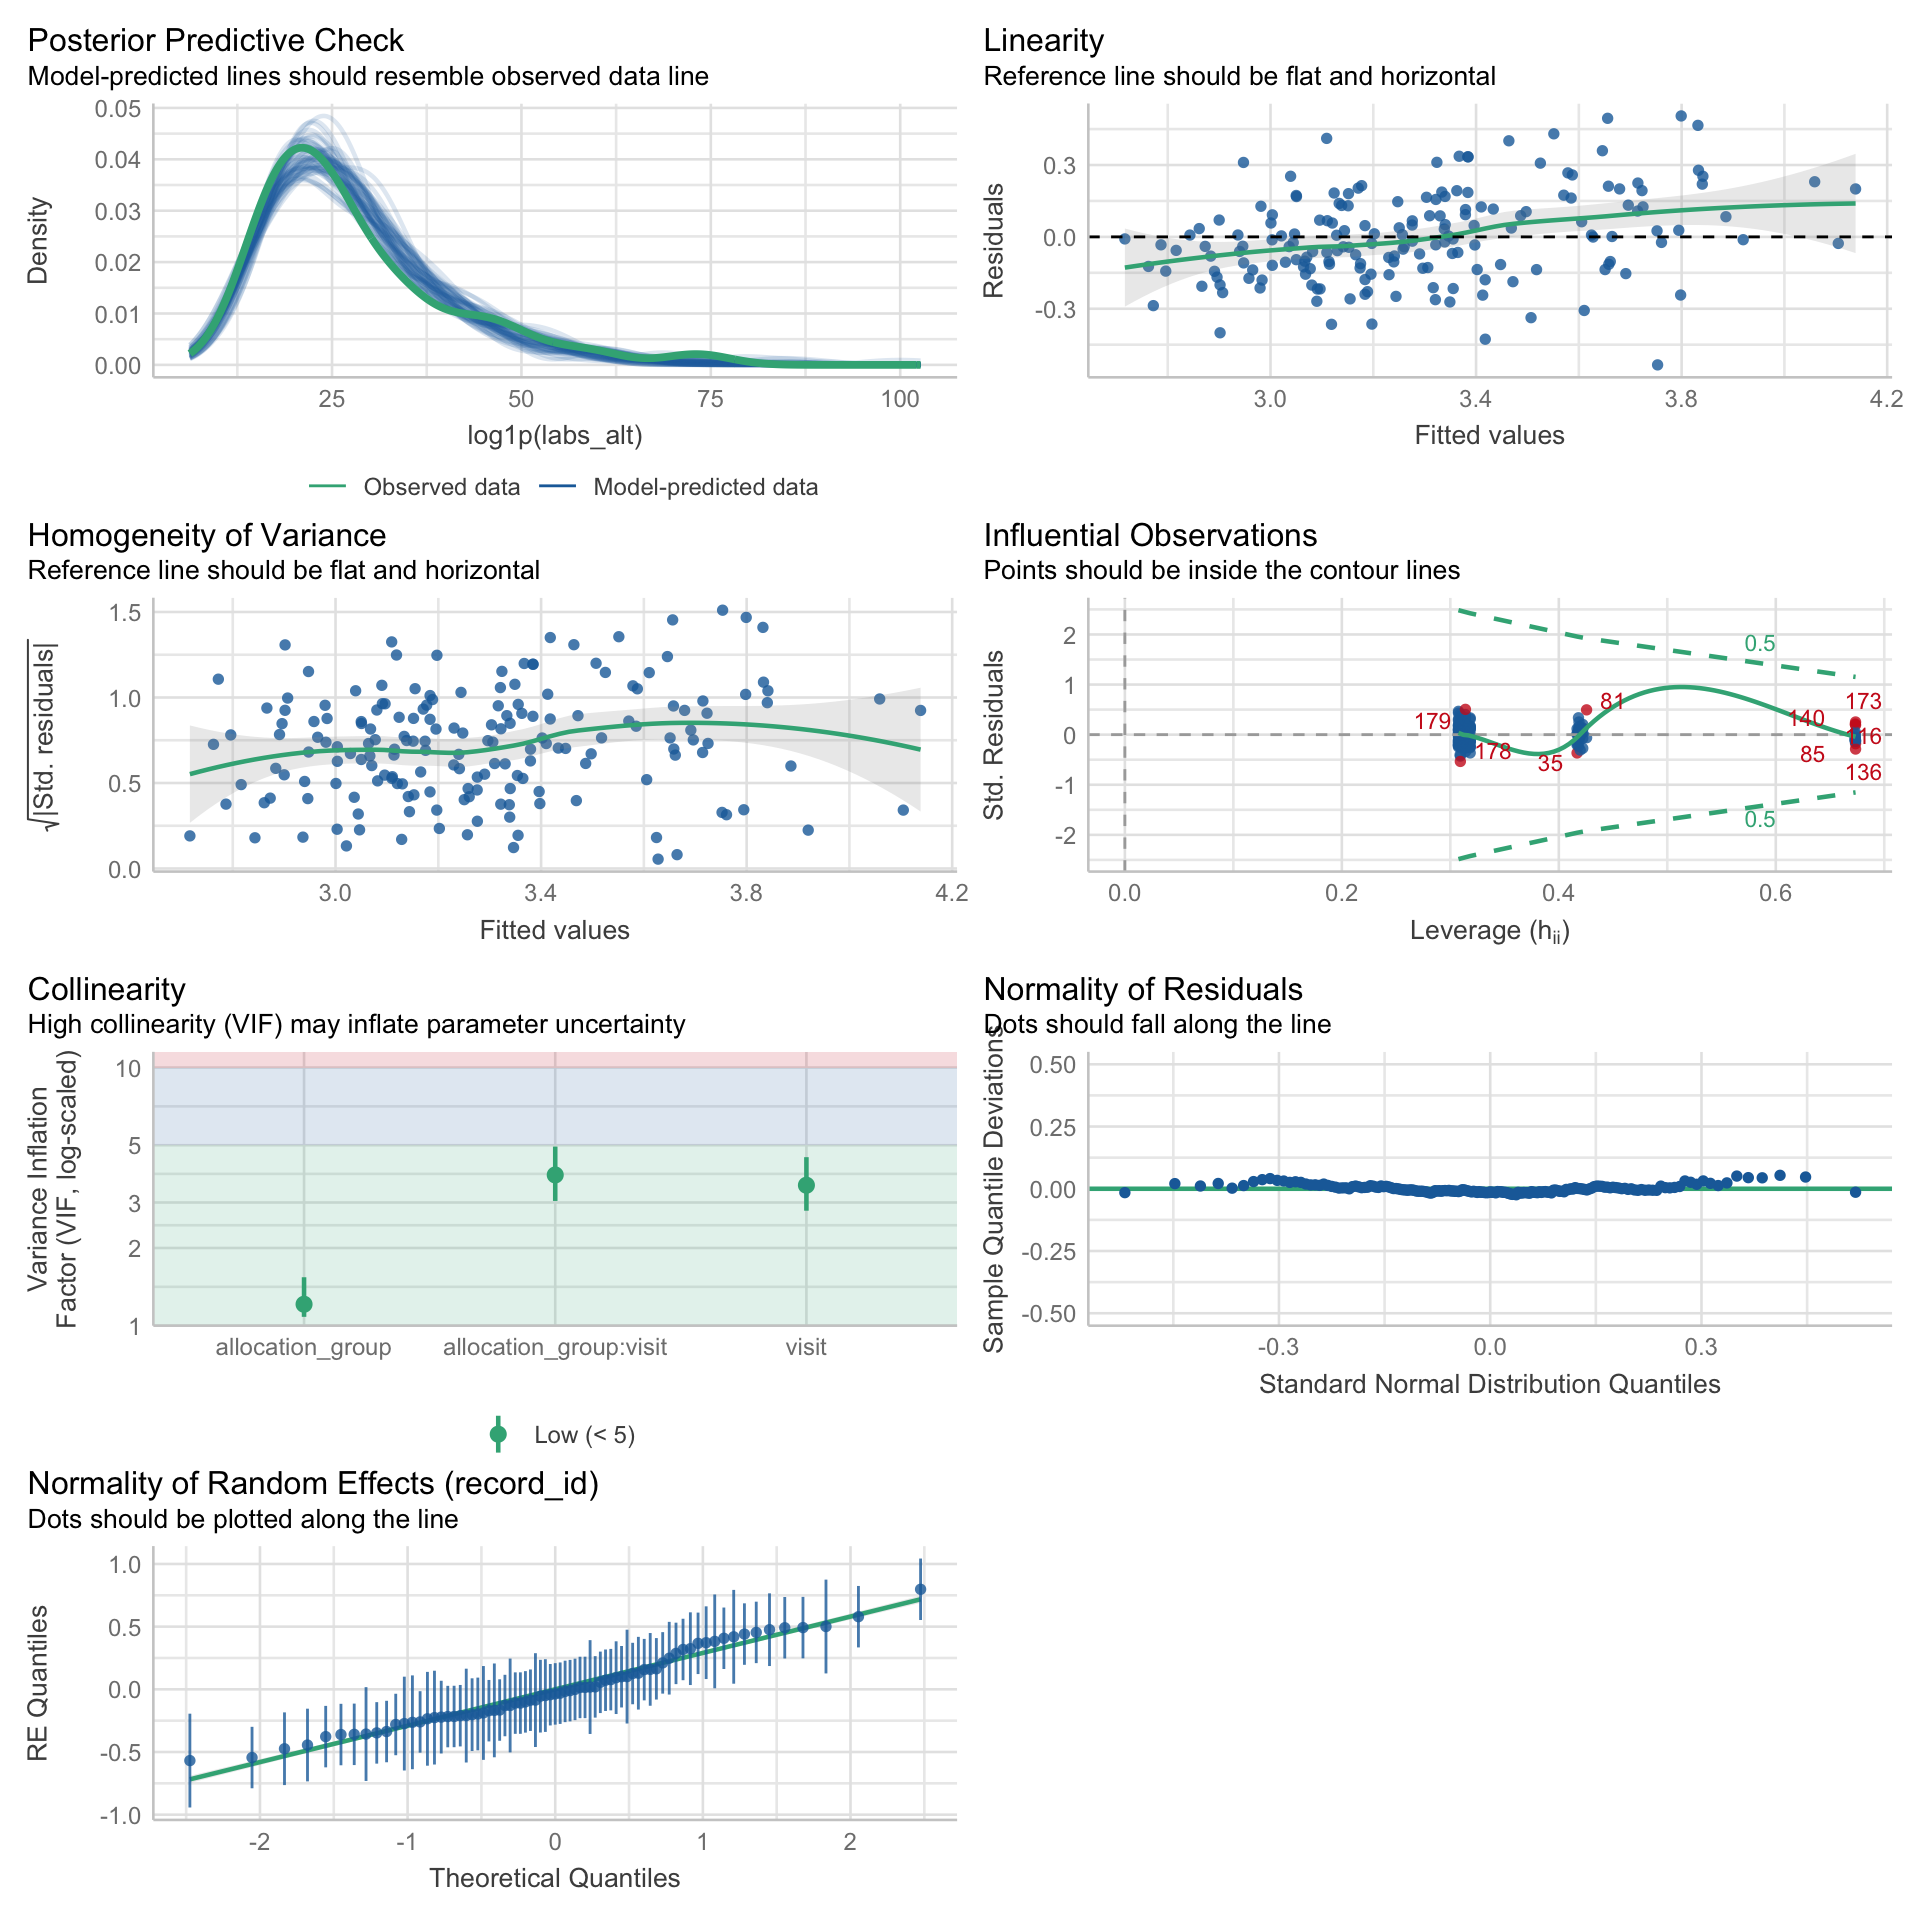 Posterior Predictive Check
Model-predicted lines should resemble observed data line
0.05
0.04
0.03
0.02
0.01
0.00
Density
25
50
75
100
log1p(labs_alt)
Observed data
Model-predicted data
Linearity
Reference line should be flat and horizontal
0.3
0.0
-0.3
Residuals
3.0
3.4
3.8
4.2
Fitted values
Homogeneity of Variance
Reference line should be flat and horizontal
1.5
1.0
0.5
0.0
√|Std. residuals|
3.0
3.4
3.8
4.2
Fitted values
Influential Observations
Points should be inside the contour lines
2
1
0
-1
-2
Std. Residuals
0.5
0.5
179
178
35
81
173
140
116
85
136
0.0
0.2
0.4
0.6
Leverage (hii)
Collinearity
High collinearity (VIF) may inflate parameter uncertainty
10
5
3
2
1
Variance Inflation
Factor (VIF, log-scaled)
allocation_group
allocation_group:visit
visit
Low (< 5)
Normality of Residuals
Dots should fall along the line
0.50
0.25
0.00
-0.25
-0.50
Sample Quantile Deviations
-0.3
0.0
0.3
Standard Normal Distribution Quantiles
Normality of Random Effects (record_id)
Dots should be plotted along the line
1.0
0.5
0.0
-0.5
-1.0
RE Quantiles
-2
-1
0
1
2
Theoretical Quantiles